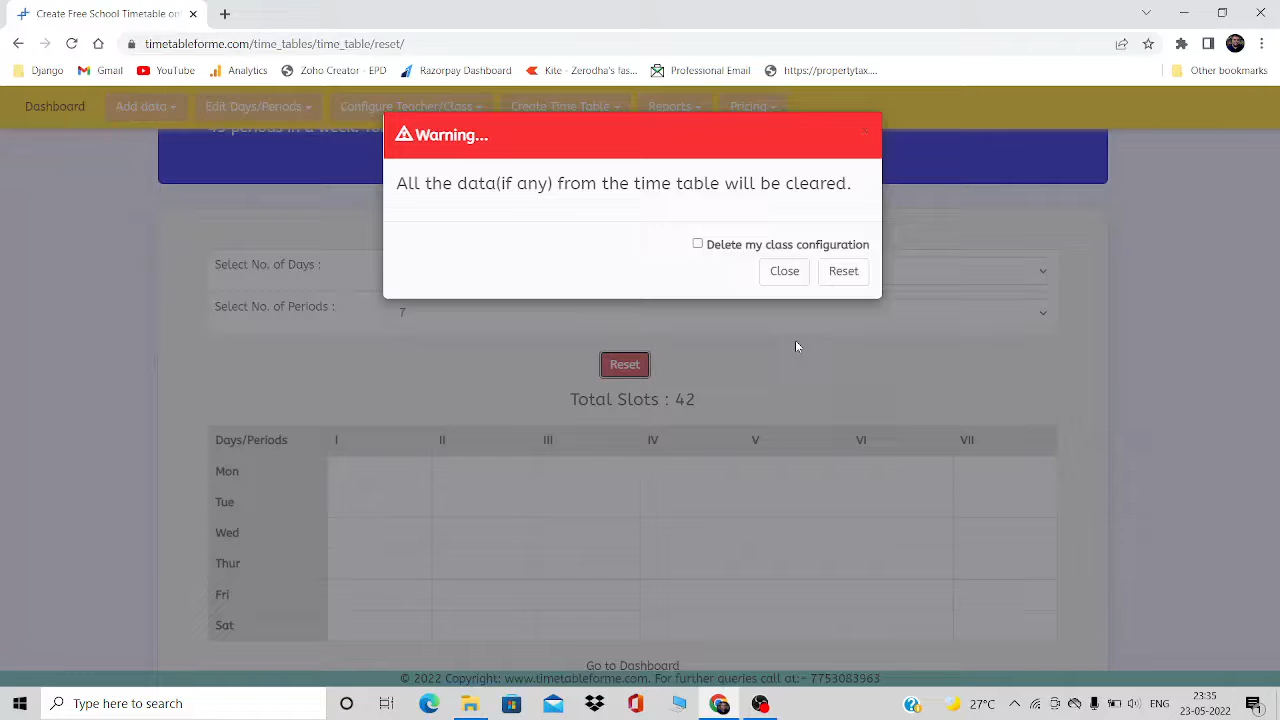 Create Free School Timetable onl
timetableforme.com/time_tables/time_table/reset/
Django Gmail YouTube Analytics Zoho Creator - EPD Razorpay Dashboard Kite - Zerodha's fas... Professional Email https://propertytax... Other bookmarks
Dashboard Add data Edit Days/Periods Configure Teacher/Class Create Time Table Reports Pricing
Warning...
All the data(if any) from the time table will be cleared.
Delete my class configuration
Close Reset
Select No. of Days :
Select No. of Periods : 7
Reset
Total Slots : 42
Days/Periods I II III IV V VI VII
Mon
Tue
Wed
Thur
Fri
Sat
Go to Dashboard
© 2022 Copyright: www.timetableforme.com. For further queries call at:- 7753083963
Type here to search 27°C ENG 23:35
23-05-2022